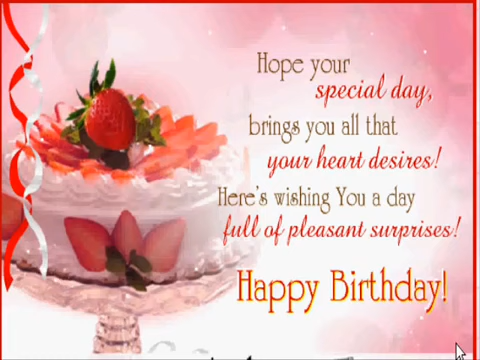 Hope your
special day,
brings you all that
your heart desires!
Here's wishing You a day
full of pleasant surprises!
Happy Birthday!